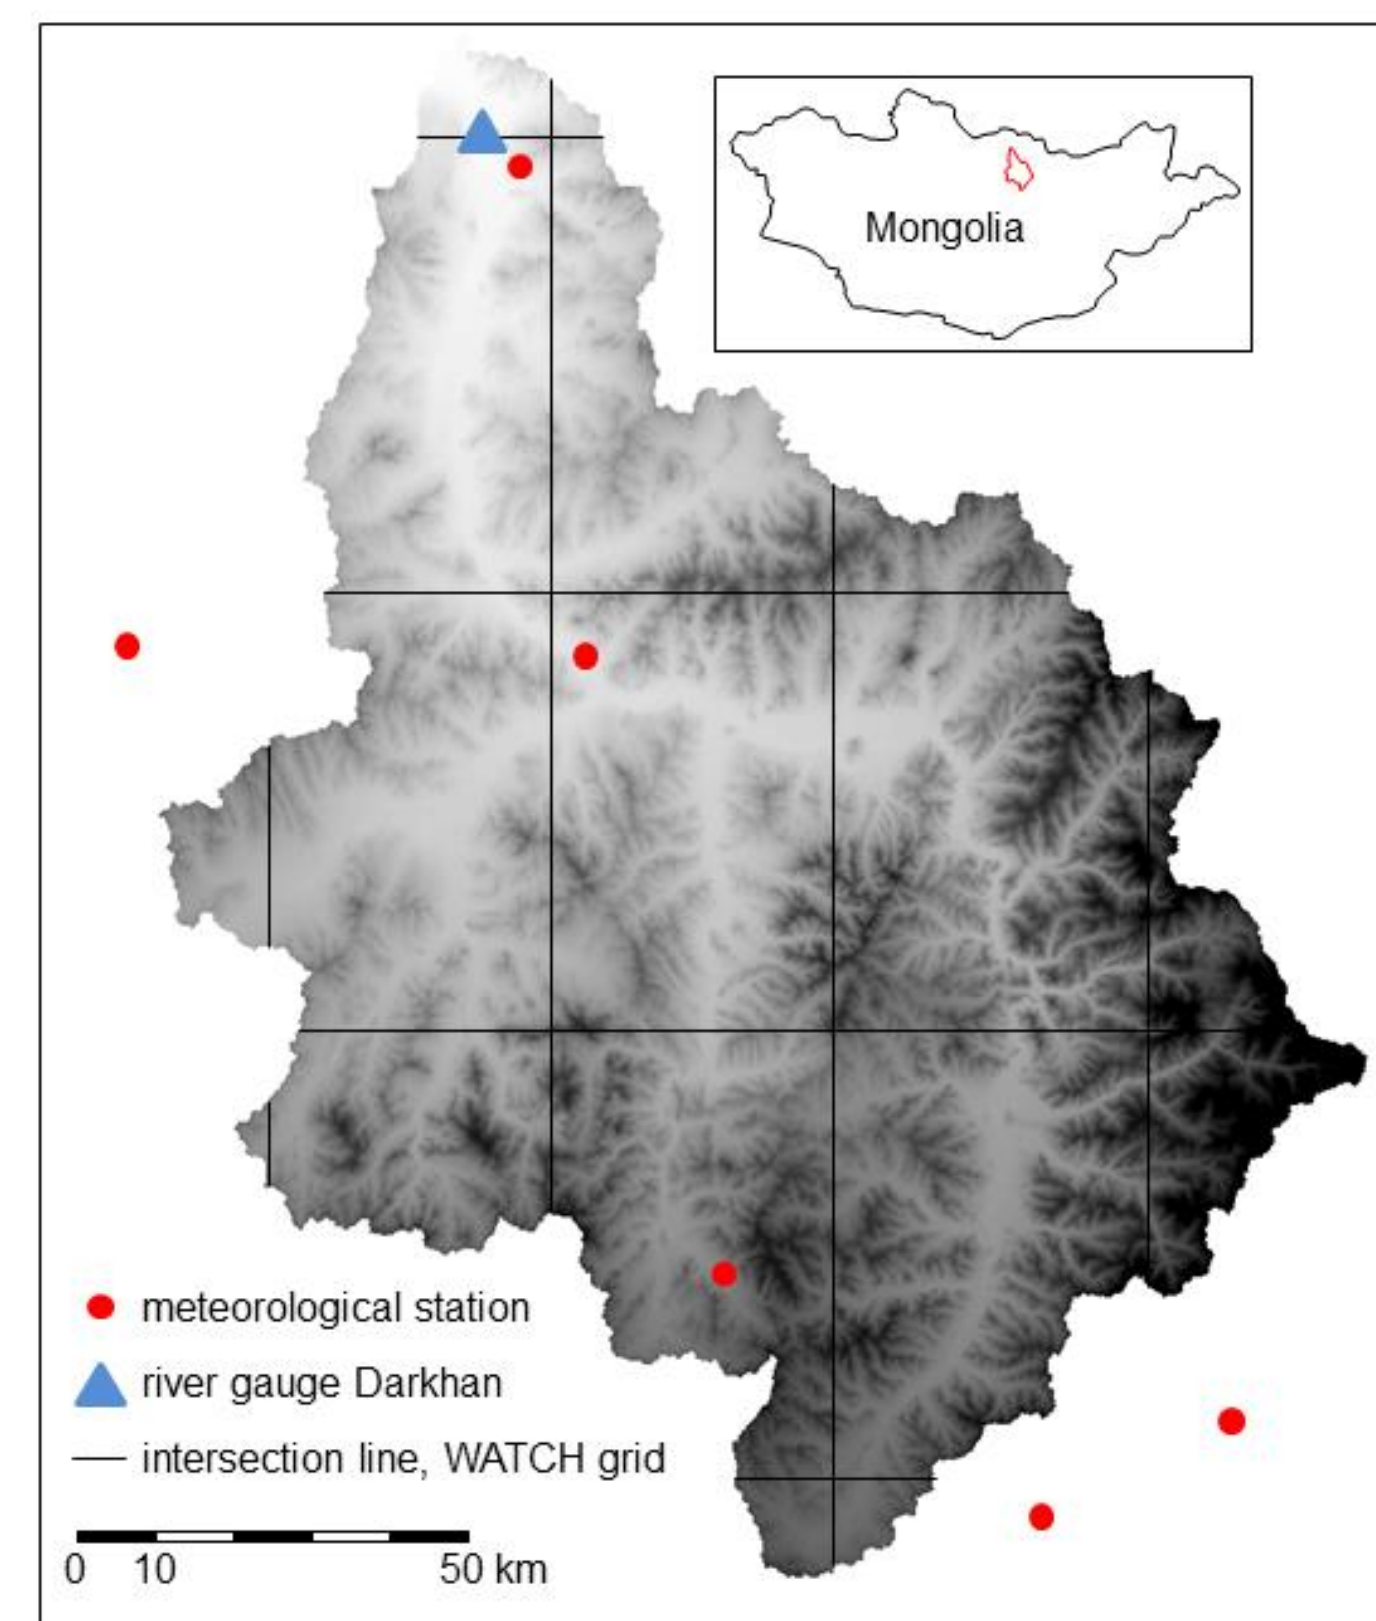 Mongolia
meteorological station
river gauge Darkhan
intersection line, WATCH grid
0 10 50 km